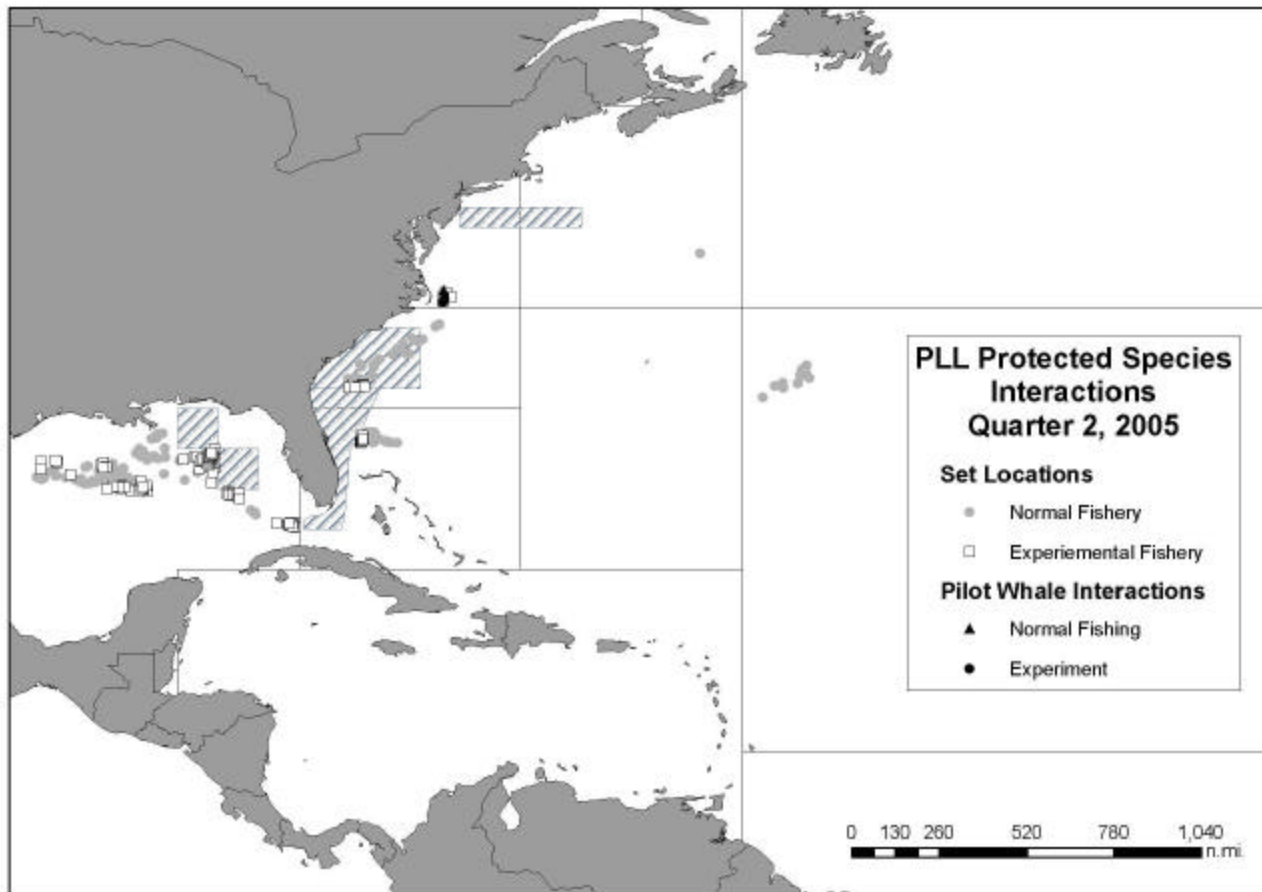 PLL Protected Species
Interactions
Quarter 2, 2005
Set Locations
Normal Fishery
Experiemental Fishery
Pilot Whale Interactions
Normal Fishing
Experiment
0 130 260 520 780 1,040
n.mi.